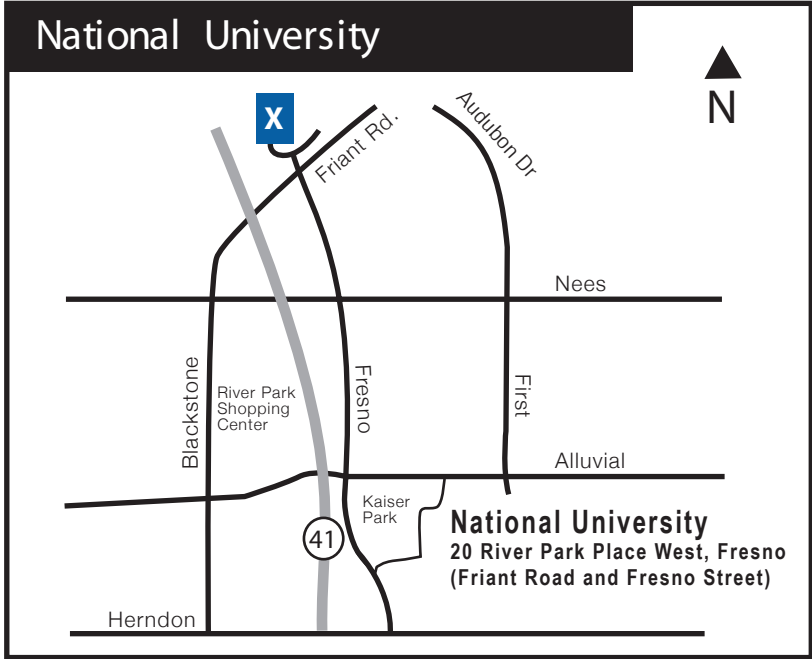 National University
N
X
Friant Rd.
Audubon Dr
Nees
Blackstone
River Park
Shopping
Center
Fresno
First
Alluvial
Kaiser
Park
41
National University
20 River Park Place West, Fresno
(Friant Road and Fresno Street)
Herndon